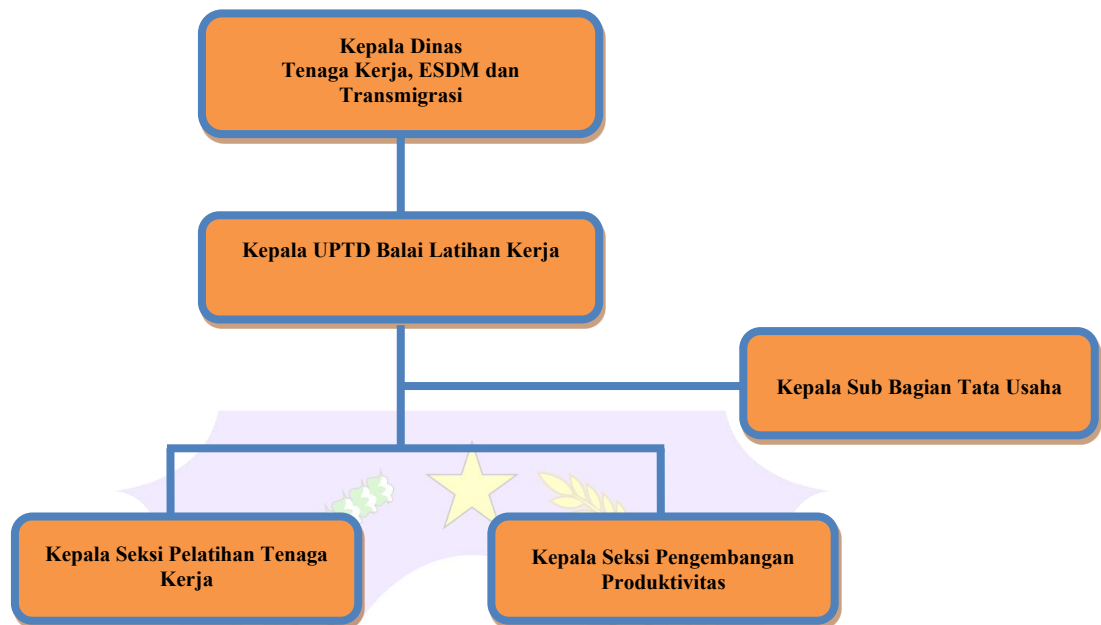 Kepala Dinas
Tenaga Kerja, ESDM dan
Transmigrasi
Kepala UPTD Balai Latihan Kerja
Kepala Sub Bagian Tata Usaha
Kepala Seksi Pelatihan Tenaga
Kerja
Kepala Seksi Pengembangan
Produktivitas